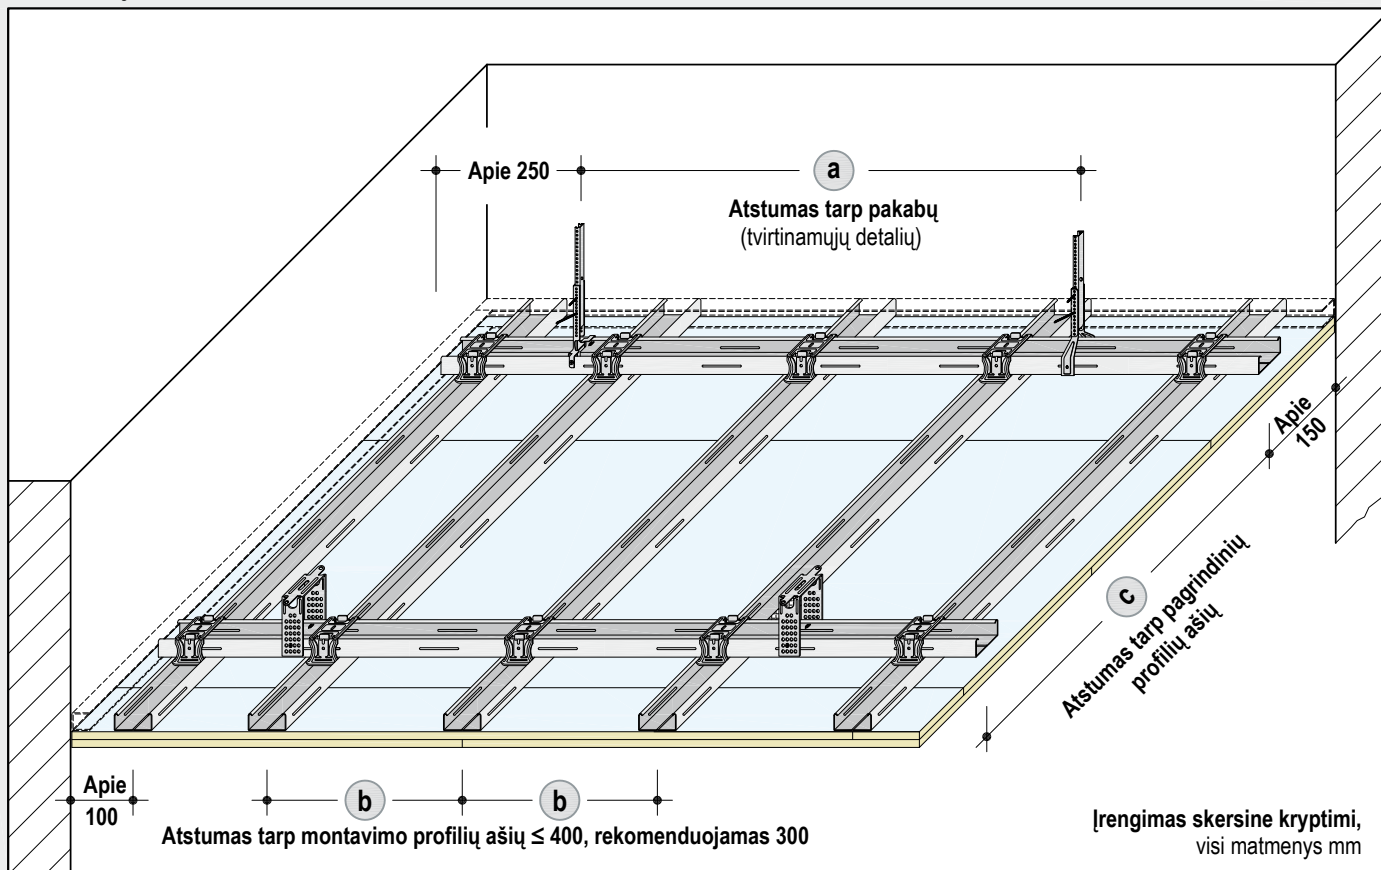 Apie 250
a
Atstumas tarp pakabų
(tvirtinamųjų detalių)
Apie
150
c
Atstumas tarp pagrindinių
profilių ašių
Apie
100
b
b
Atstumas tarp montavimo profilių ašių ≤ 400, rekomenduojamas 300
Įrengimas skersine kryptimi,
visi matmenys mm